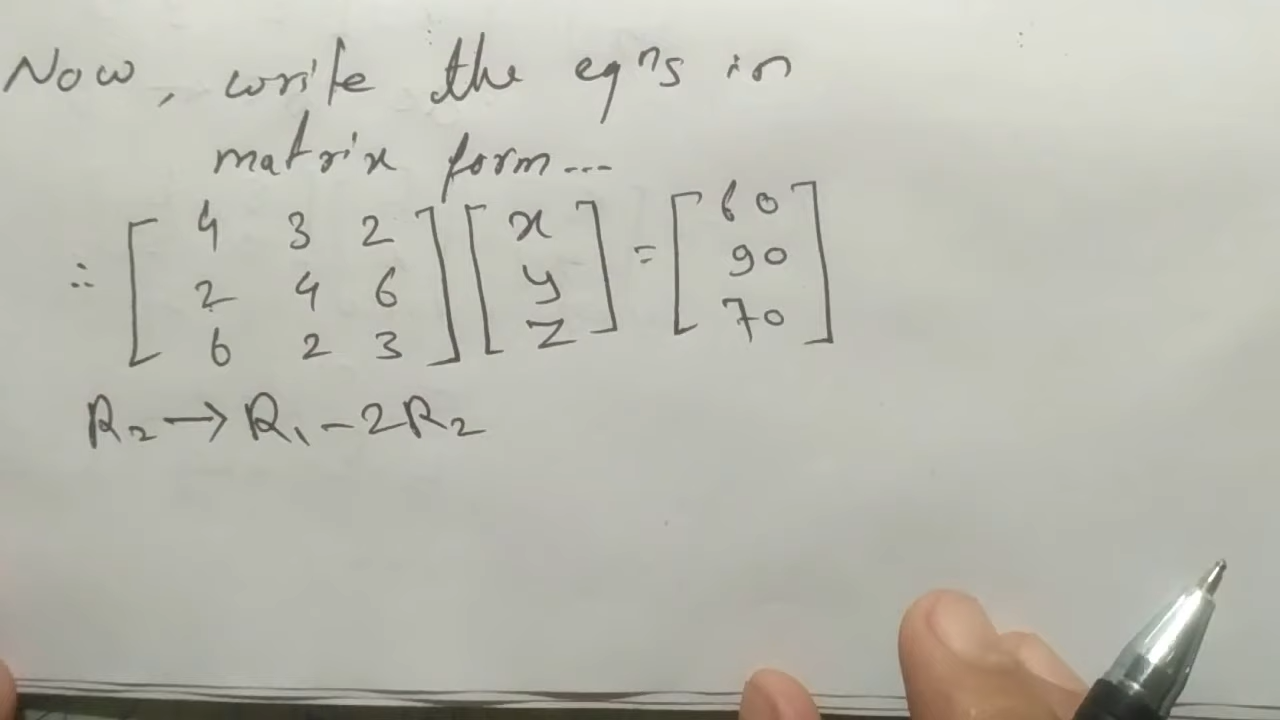 Now, write the eqⁿs in
matrix form...
∴ [4 3 2] [x] = [60]
[2 4 6] [y] [90]
[6 2 3] [z] [70]
R₂ → R₁ - 2R₂